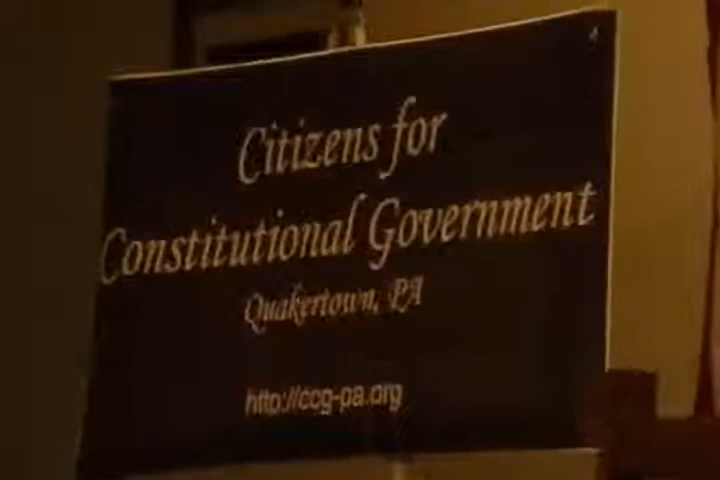 Citizens for
Constitutional Government
Quakertown, PA
http://ccg-pa.org